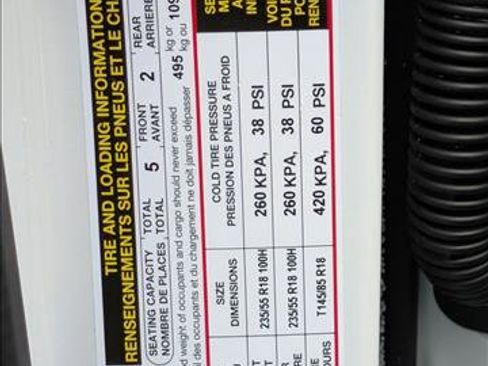 TIRE AND LOADING INFORMATION
RENSEIGNEMENTS SUR LES PNEUS ET LE
SEATING CAPACITY TOTAL 5 FRONT 2 REAR
NOMBRE DE PLACES TOTAL AVANT ARRIERE
weight of occupants and cargo should never exceed 495 kg or
des occupants et du chargement ne doit jamais dépasser kg ou
SIZE COLD TIRE PRESSURE
DIMENSIONS PRESSION DES PNEUS A FROID
235/55 R18 100H 260 KPA, 38 PSI
235/55 R18 100H 260 KPA, 38 PSI
T145/85 R18 420 KPA, 60 PSI